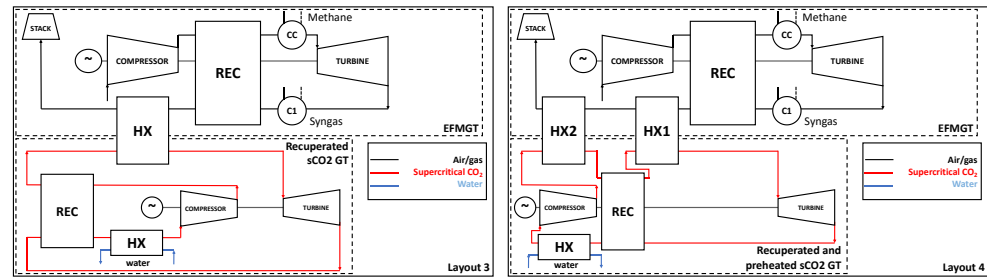 STACK
Methane
CC
~
COMPRESSOR
REC
TURBINE
C1
Syngas
HX
EFMGT
Recuperated
sCO2 GT
Air/gas
Supercritical CO₂
Water
REC
~
COMPRESSOR
TURBINE
HX
water
Layout 3
STACK
Methane
CC
~
COMPRESSOR
REC
TURBINE
C1
Syngas
HX2
HX1
EFMGT
Air/gas
Supercritical CO₂
Water
~
COMPRESSOR
REC
TURBINE
HX
water
Recuperated and
preheated sCO2 GT
Layout 4